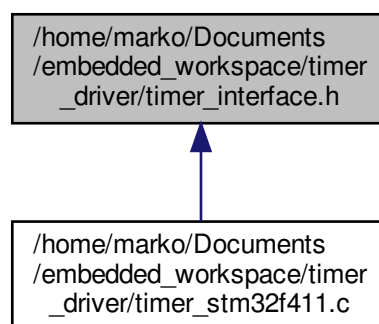 /home/marko/Documents
/embedded_workspace/timer
_driver/timer_interface.h
/home/marko/Documents
/embedded_workspace/timer
_driver/timer_stm32f411.c